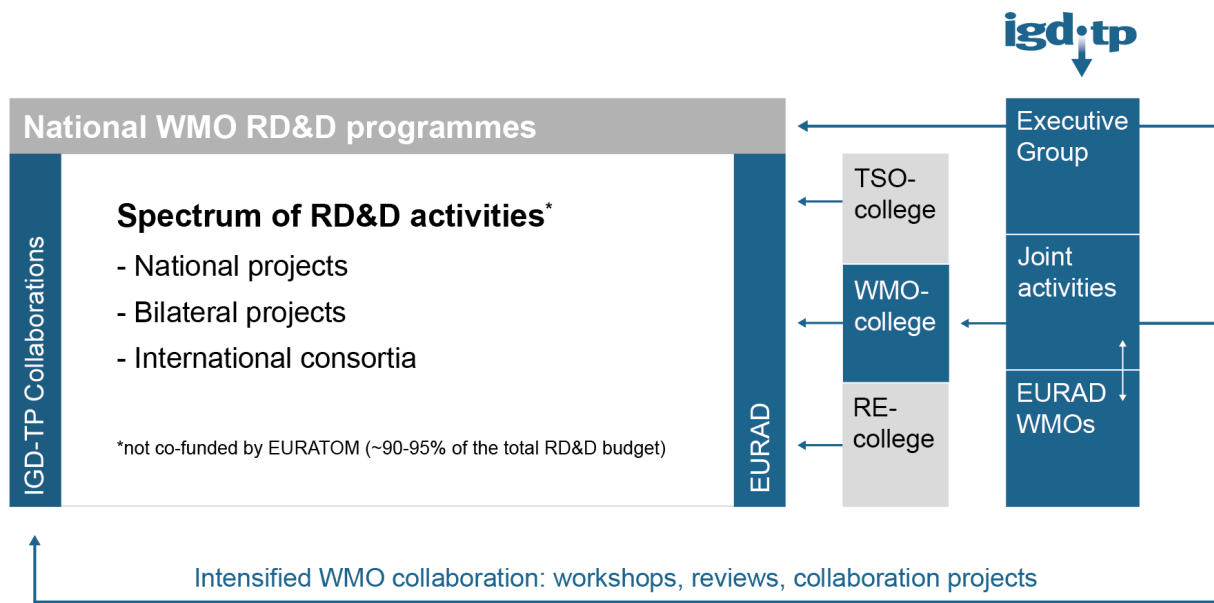 igd·tp
National WMO RD&D programmes
Executive
Group
TSO-
college
Spectrum of RD&D activities*
- National projects
- Bilateral projects
- International consortia
*not co-funded by EURATOM (~90-95% of the total RD&D budget)
IGD-TP Collaborations
EURAD
WMO-
college
Joint
activities
RE-
college
EURAD
WMOs
Intensified WMO collaboration: workshops, reviews, collaboration projects